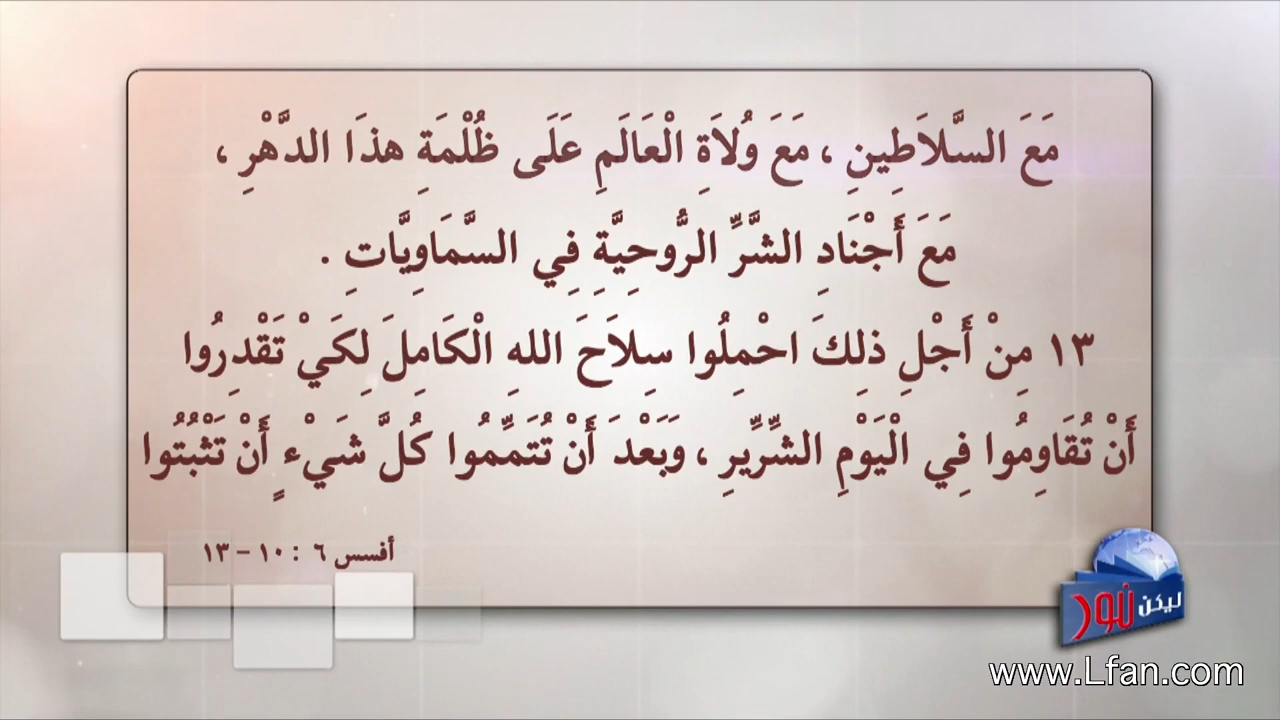 مَعَ السَّلاَطِينِ ، مَعَ وُلاَةِ الْعَالَمِ عَلَى ظُلْمَةِ هذَا الدَّهْرِ ،
مَعَ أَجْنَادِ الشَّرِّ الرُّوحِيَّةِ فِي السَّمَاوِيَّاتِ .
١٣ مِنْ أَجْلِ ذلِكَ احْمِلُوا سِلاَحَ اللهِ الْكَامِلَ لِكَيْ تَقْدِرُوا
أَنْ تُقَاوِمُوا فِي الْيَوْمِ الشِّرِّيرِ ، وَبَعْدَ أَنْ تُتَمِّمُوا كُلَّ شَيْءٍ أَنْ تَثْبُتُوا
أفسس ٦ : ١٠ - ١٣
ليكن نور
www.Lfan.com